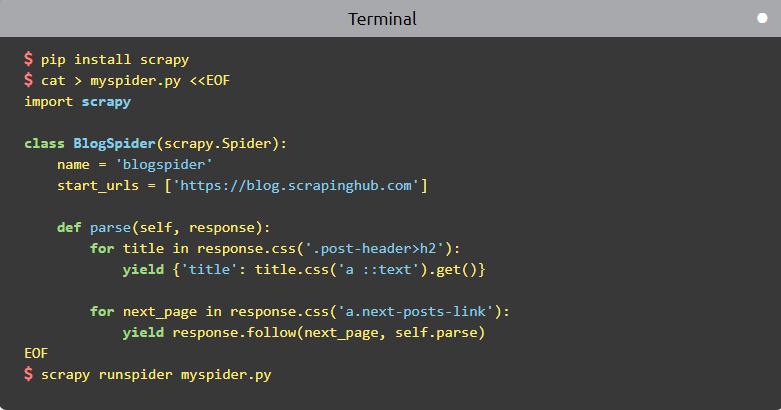 Terminal
$ pip install scrapy
$ cat > myspider.py <<EOF
import scrapy

class BlogSpider(scrapy.Spider):
    name = 'blogspider'
    start_urls = ['https://blog.scrapinghub.com']

    def parse(self, response):
        for title in response.css('.post-header>h2'):
            yield {'title': title.css('a ::text').get()}

        for next_page in response.css('a.next-posts-link'):
            yield response.follow(next_page, self.parse)
EOF
$ scrapy runspider myspider.py